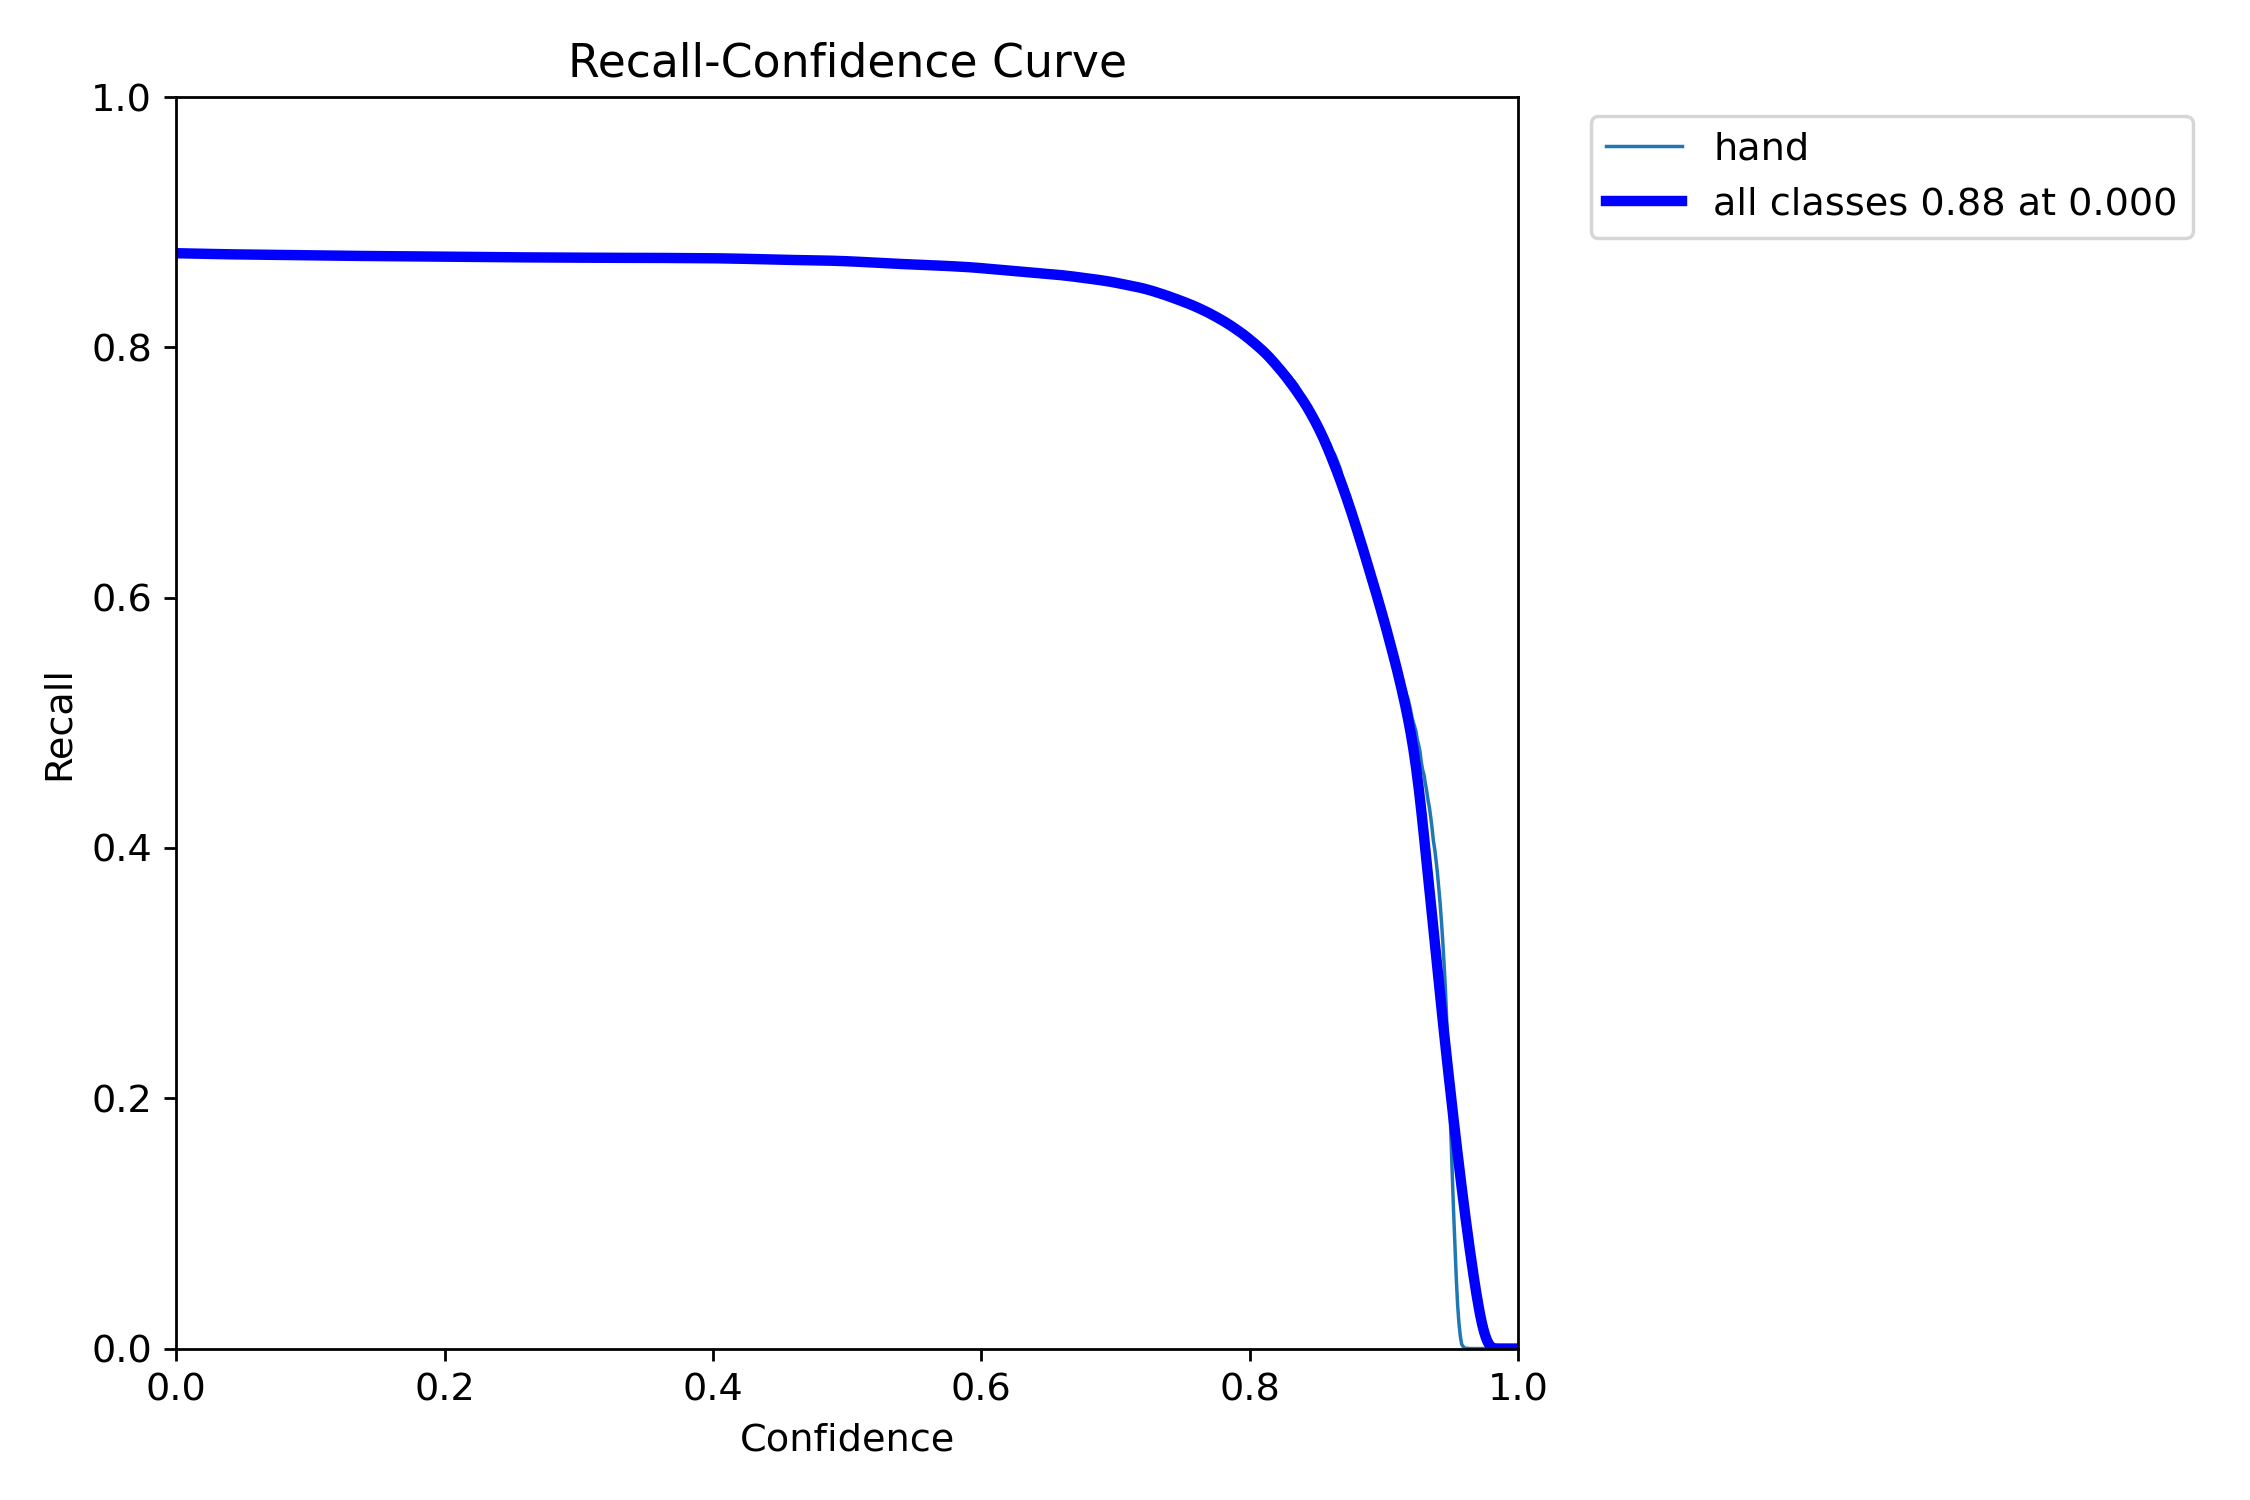 Recall-Confidence Curve
1.0
0.8
0.6
0.4
0.2
0.0
Recall
0.0 0.2 0.4 0.6 0.8 1.0
Confidence
hand
all classes 0.88 at 0.000